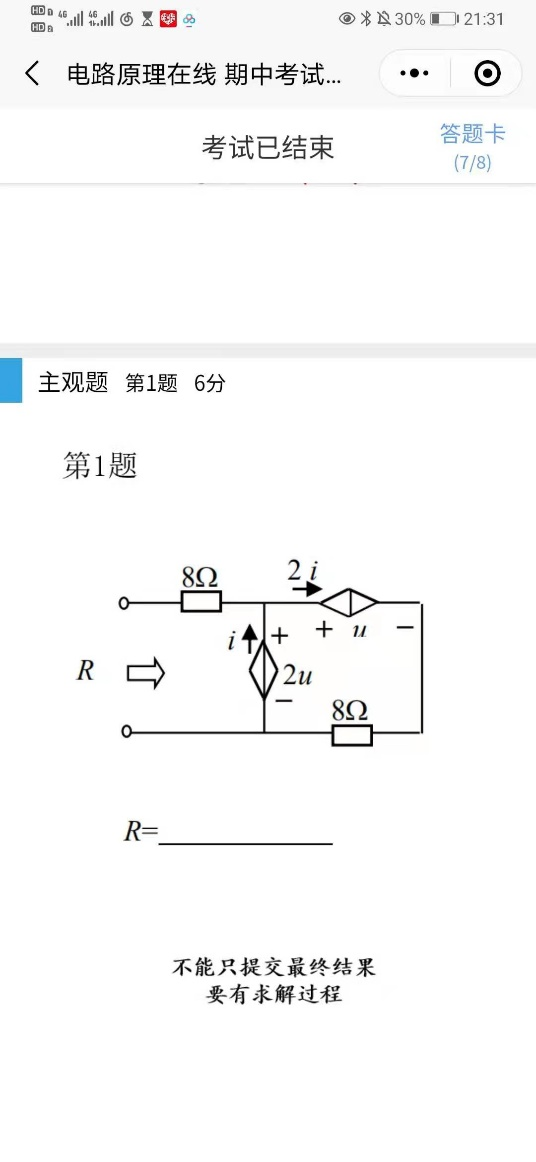 30% 21:31
电路原理在线 期中考试...
考试已结束
答题卡
(7/8)
主观题 第1题 6分
第1题
8Ω
2 i
i
+
+ u −
2u
−
R
8Ω
R=
不能只提交最终结果
要有求解过程